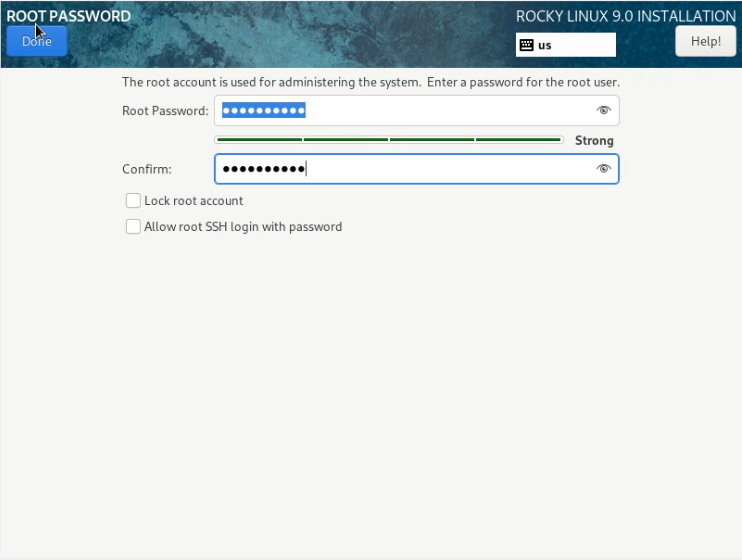 ROOT PASSWORD
ROCKY LINUX 9.0 INSTALLATION
Done
us
Help!
The root account is used for administering the system. Enter a password for the root user.
Root Password: ●●●●●●●●●●
Strong
Confirm: ●●●●●●●●●●
Lock root account
Allow root SSH login with password